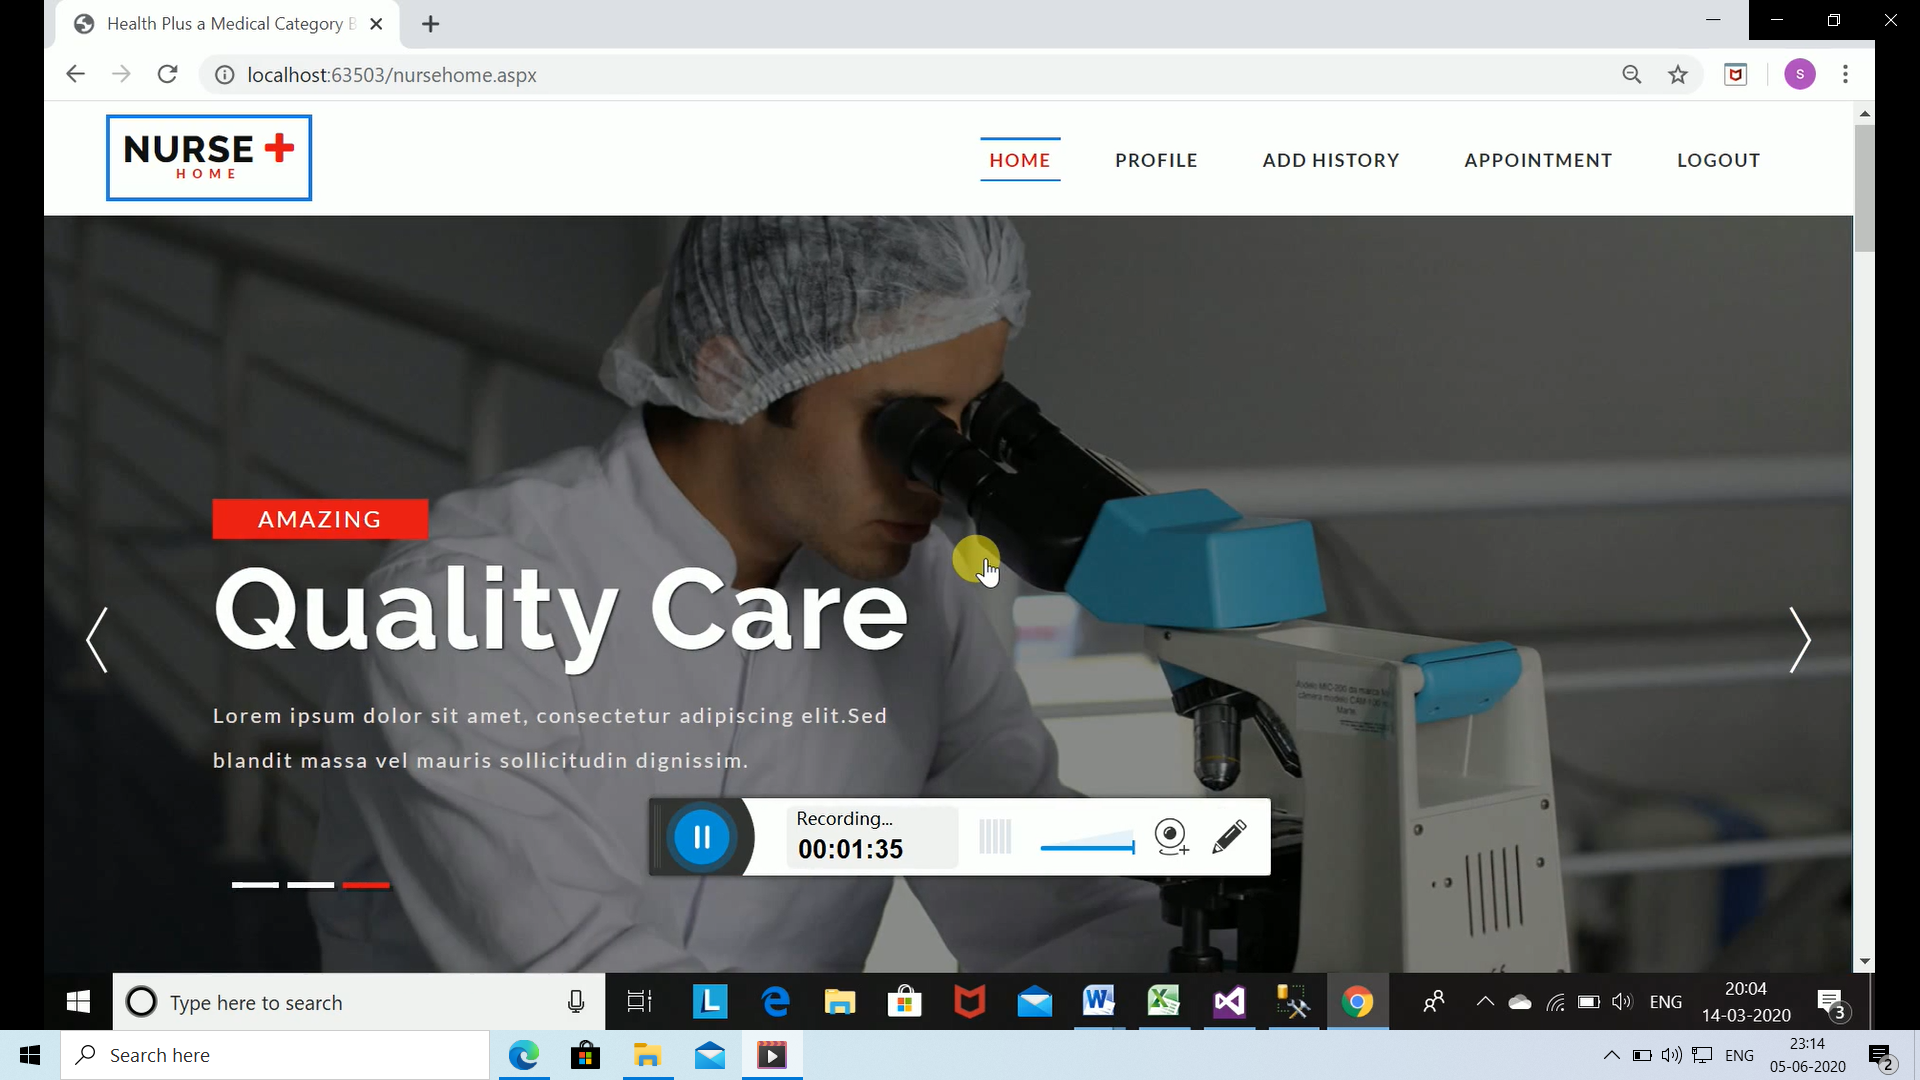 Health Plus a Medical Category B
localhost:63503/nursehome.aspx
S
NURSE
HOME
HOME
PROFILE
ADD HISTORY
APPOINTMENT
LOGOUT
AMAZING
Quality Care
Lorem ipsum dolor sit amet, consectetur adipiscing elit.Sed
blandit massa vel mauris sollicitudin dignissim.
Recording...
00:01:35
Type here to search
L
ENG
20:04
14-03-2020
3
Search here
ENG
23:14
05-06-2020
2